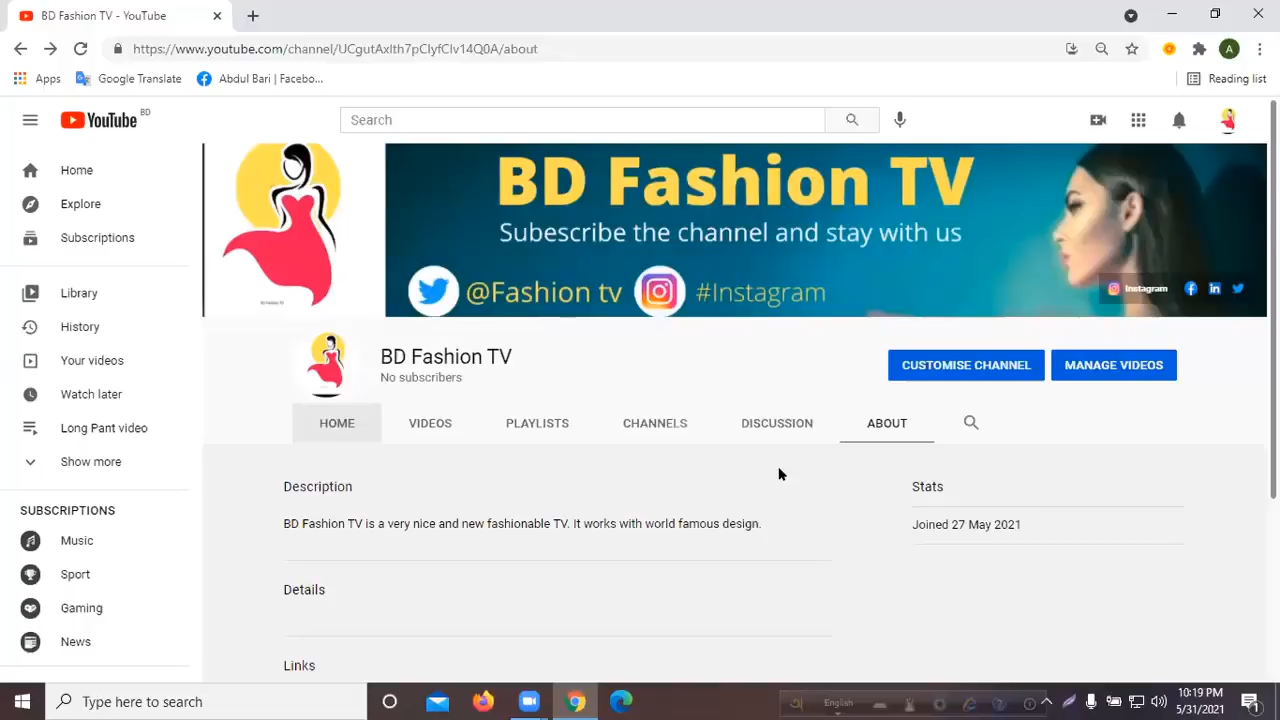 BD Fashion TV - YouTube
https://www.youtube.com/channel/UCgutAxlth7pClyfClv14Q0A/about
Apps
Google Translate
Abdul Bari | Facebo...
Reading list
YouTube BD
Search
Home
Explore
Subscriptions
Library
History
Your videos
Watch later
Long Pant video
Show more
SUBSCRIPTIONS
Music
Sport
Gaming
News
BD Fashion TV
Subescribe the channel and stay with us
@Fashion tv
#Instagram
Instagram
BD Fashion TV
No subscribers
CUSTOMISE CHANNEL
MANAGE VIDEOS
HOME
VIDEOS
PLAYLISTS
CHANNELS
DISCUSSION
ABOUT
Description
BD Fashion TV is a very nice and new fashionable TV. It works with world famous design.
Details
Links
Stats
Joined 27 May 2021
Type here to search
English
10:19 PM
5/31/2021